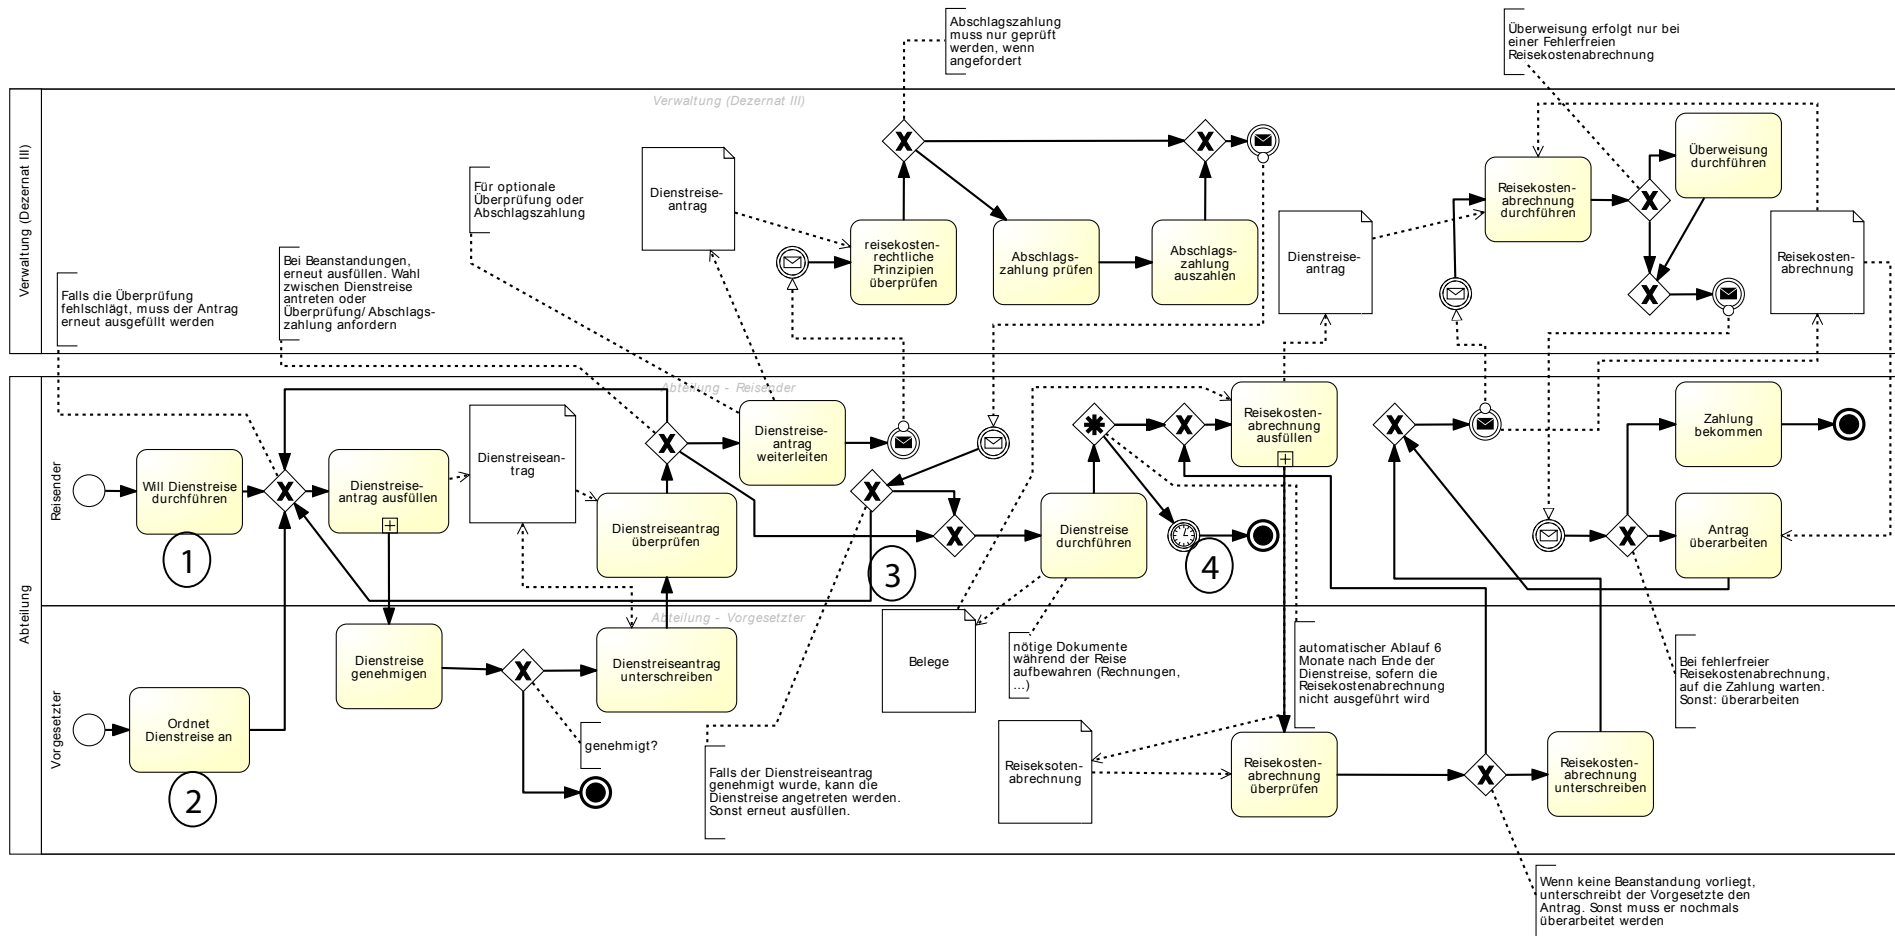 Abschlagszahlung
muss nur geprüft
werden, wenn
angefordert
Überweisung erfolgt nur bei
einer Fehlerfreien
Reisekostenabrechnung
Verwaltung (Dezernat III)
Verwaltung (Dezernat III)
Für optionale
Überprüfung oder
Abschlagszahlung
Dienstreise-
antrag
reisekosten-
rechtliche
Prinzipien
überprüfen
Abschlags-
zahlung prüfen
Abschlags-
zahlung
auszahlen
Dienstreise-
antrag
Reisekosten-
abrechnung
durchführen
Überweisung
durchführen
Reisekosten-
abrechnung
Falls die Überprüfung
fehlschlägt, muss der Antrag
erneut ausgefüllt werden
Bei Beanstandungen,
erneut ausfüllen. Wahl
zwischen Dienstreise
antreten oder
Überprüfung/ Abschlags-
zahlung anfordern
Abteilung
Reisender
Abteilung - Reisender
Will Dienstreise
durchführen
1
Dienstreise-
antrag ausfüllen
Dienstreisean-
trag
Dienstreiseantrag
überprüfen
Dienstreise-
antrag
weiterleiten
3
Dienstreise
durchführen
4
Reisekosten-
abrechnung
ausfüllen
Zahlung
bekommen
Antrag
überarbeiten
Vorgesetzter
Abteilung - Vorgesetzter
Ordnet
Dienstreise an
2
Dienstreise
genehmigen
Dienstreiseantrag
unterschreiben
genehmigt?
Falls der Dienstreiseantrag
genehmigt wurde, kann die
Dienstreise angetreten werden.
Sonst erneut ausfüllen.
Belege
nötige Dokumente
während der Reise
aufbewahren (Rechnungen,
...)
automatischer Ablauf 6
Monate nach Ende der
Dienstreise, sofern die
Reisekostenabrechnung
nicht ausgeführt wird
Reiseksoten-
abrechnung
Reisekosten-
abrechnung
überprüfen
Reisekosten-
abrechnung
unterschreiben
Bei fehlerfreier
Reisekostenabrechnung,
auf die Zahlung warten.
Sonst: überarbeiten
Wenn keine Beanstandung vorliegt,
unterschreibt der Vorgesetzte den
Antrag. Sonst muss er nochmals
überarbeitet werden